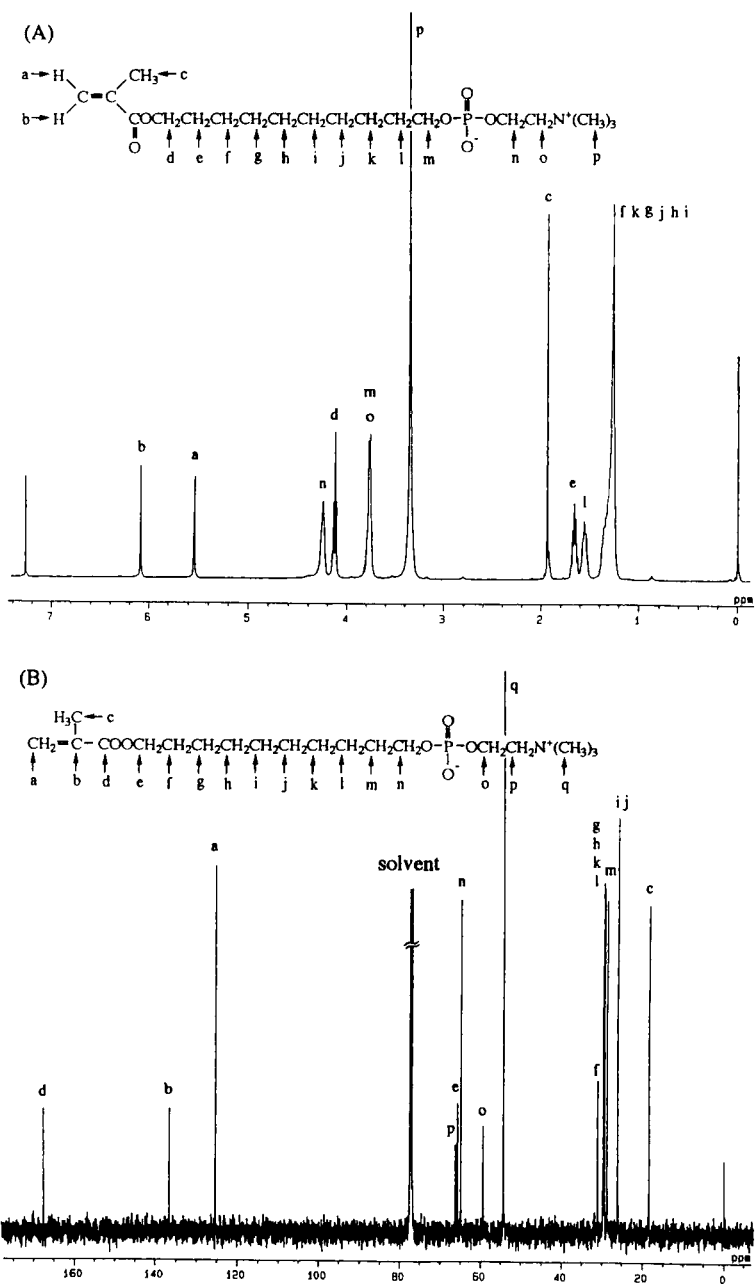 (A)
p
a → H CH₃ ← c
C=C
b → H COCH₂CH₂CH₂CH₂CH₂CH₂CH₂CH₂CH₂CH₂O-P-OCH₂CH₂N⁺(CH₃)₃
O
O
O⁻
d e f g h i j k l m n o p
c
f k g j h i
m
d o
b
a
n
e
l
7 6 5 4 3 2 1 0
ppm
(B)
q
H₃C ← c
O
CH₂=C-COOCH₂CH₂CH₂CH₂CH₂CH₂CH₂CH₂CH₂CH₂O-P-OCH₂CH₂N⁺(CH₃)₃
O⁻
a b d e f g h i j k l m n o p q
i j
g
h
k
l
m
a
solvent
n
c
d
b
e
f
p
o
160 140 120 100 80 60 40 20 0
ppm